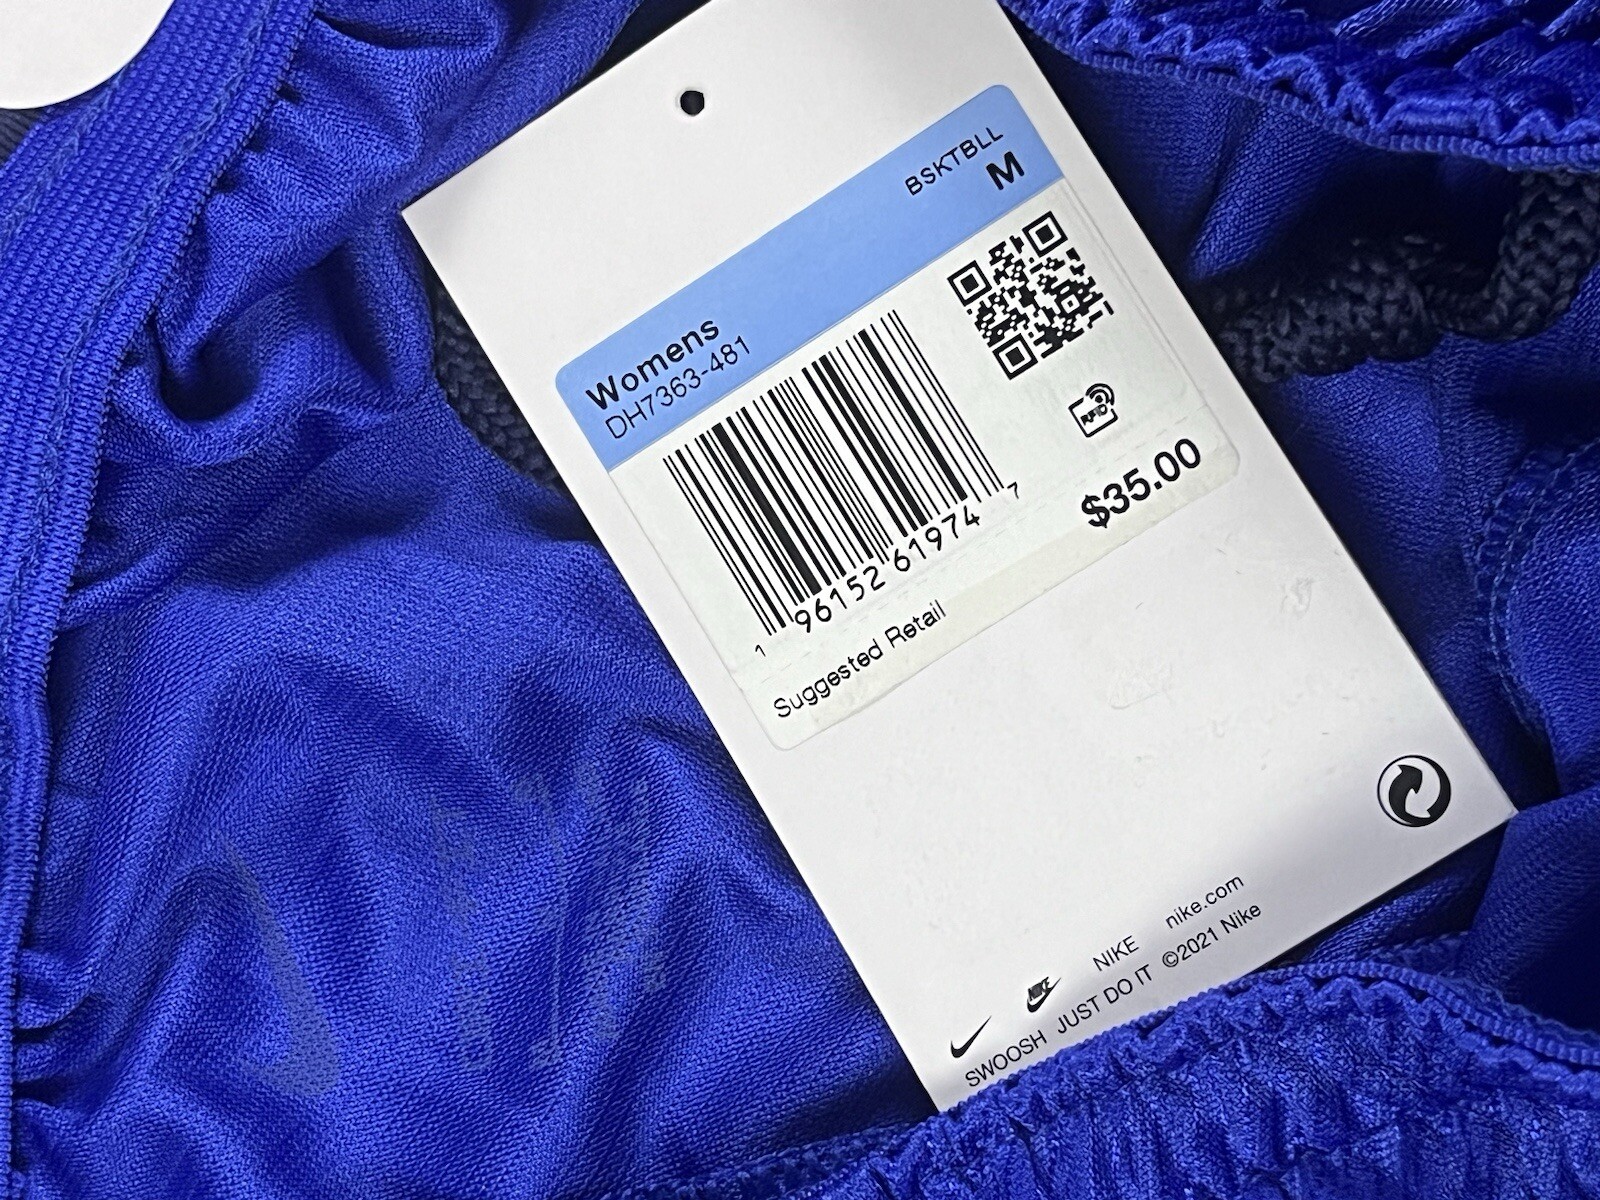 BSKTBLL
M
Womens
DH7363-481
RFID
1 96152 61974 7
$35.00
Suggested Retail
NIKE nike.com
SWOOSH JUST DO IT ©2021 Nike